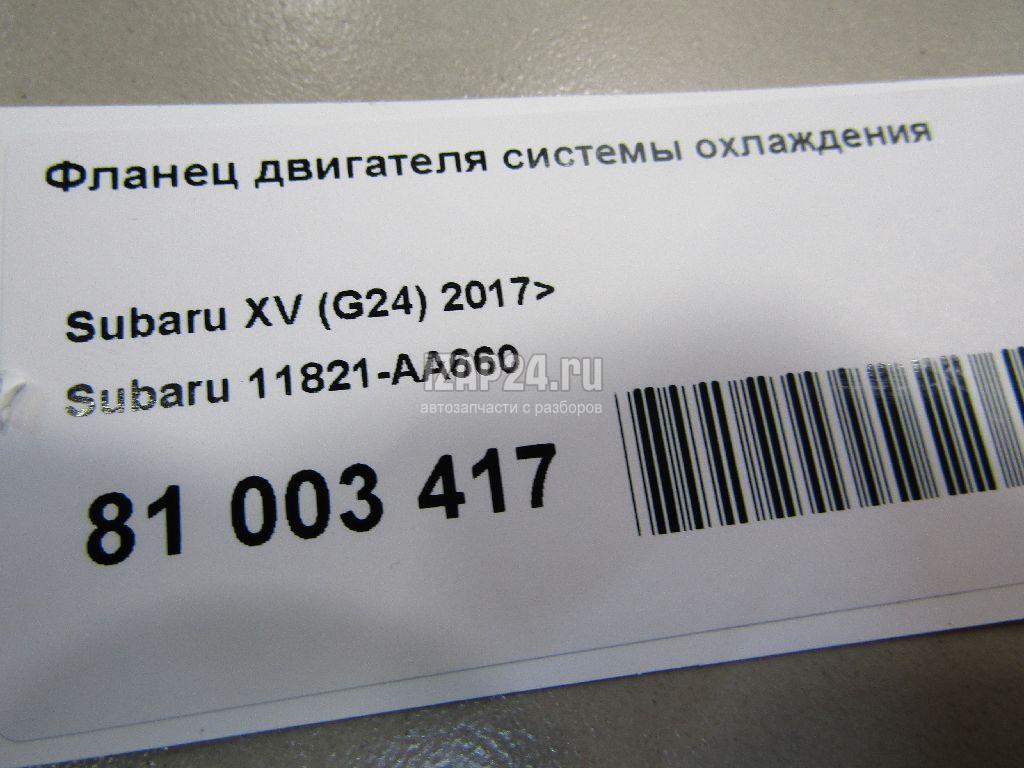 Фланец двигателя системы охлаждения
Subaru XV (G24) 2017>
Subaru 11821-AA660
IZAP24.ru
автозапчасти с разборов
81 003 417